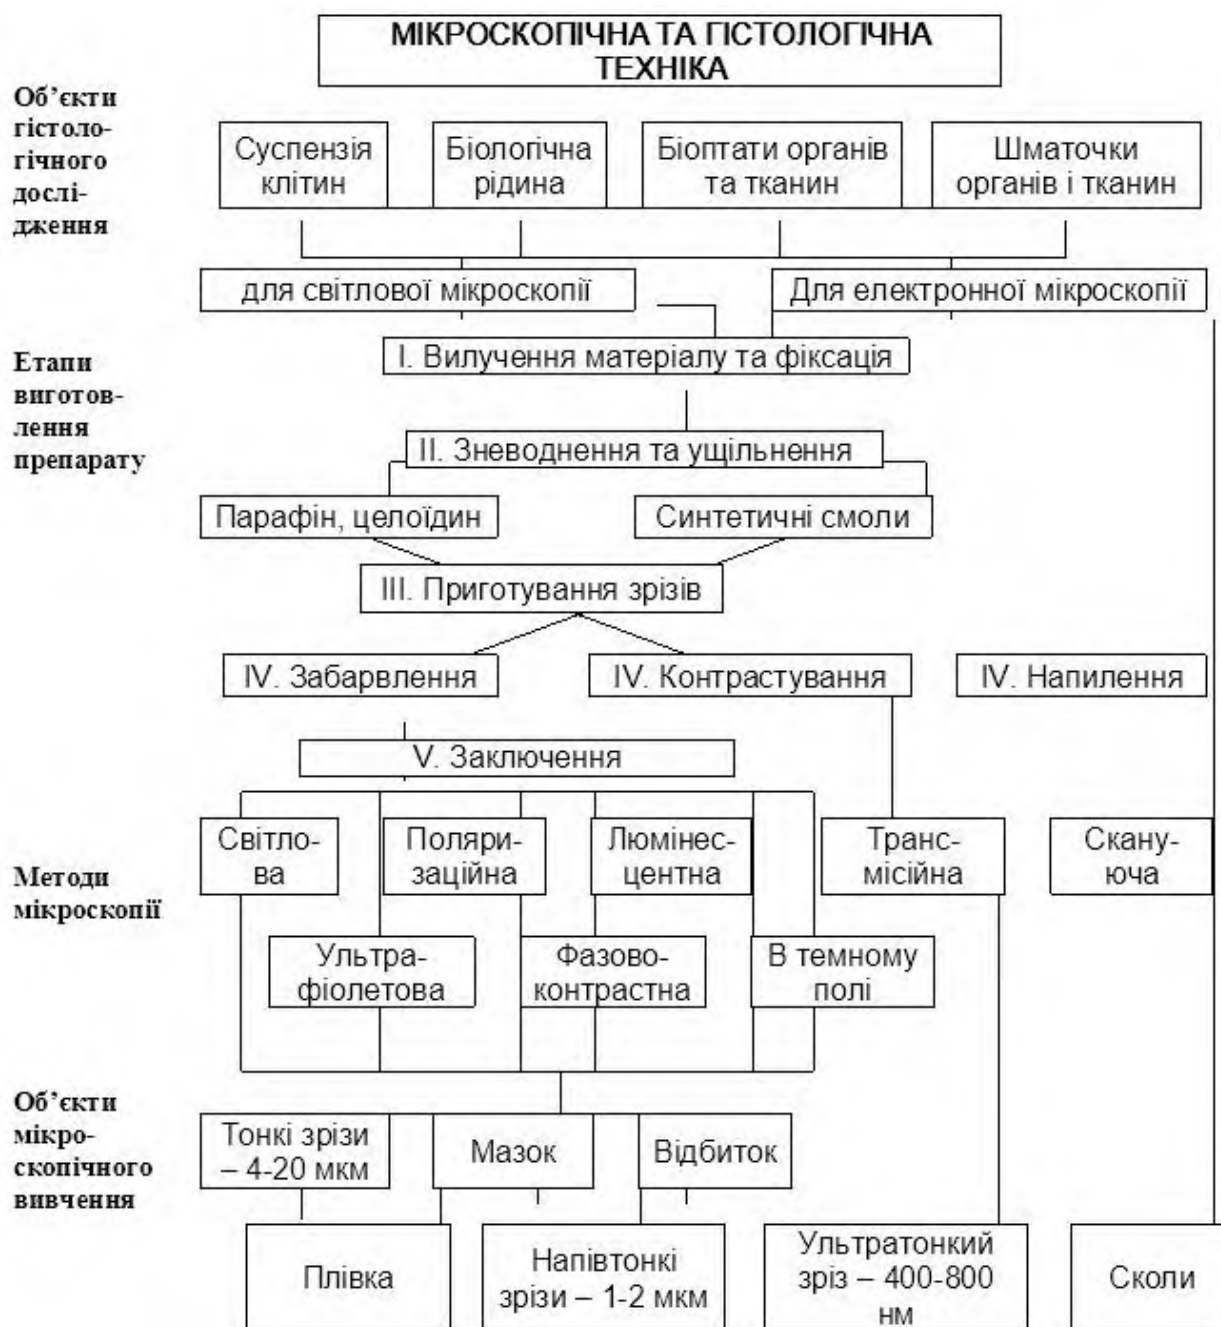 МІКРОСКОПІЧНА ТА ГІСТОЛОГІЧНА
ТЕХНІКА
Об’єкти
гістоло-
гічного
дослі-
дження
Суспензія
клітин
Біологічна
рідина
Біоптати органів
та тканин
Шматочки
органів і тканин
для світлової мікроскопії
Для електронної мікроскопії
Етапи
виготов-
лення
препарату
І. Вилучення матеріалу та фіксація
ІІ. Зневоднення та ущільнення
Парафін, целоїдин
Синтетичні смоли
ІІІ. Приготування зрізів
IV. Забарвлення
IV. Контрастування
IV. Напилення
V. Заключення
Методи
мікроскопії
Світло-
ва
Поляри-
заційна
Люмінес-
центна
Транс-
місійна
Скану-
юча
Ультра-
фіолетова
Фазово-
контрастна
В темному
полі
Об’єкти
мікро-
скопічного
вивчення
Тонкі зрізи
– 4-20 мкм
Мазок
Відбиток
Плівка
Напівтонкі
зрізи – 1-2 мкм
Ультратонкий
зріз – 400-800
нм
Сколи